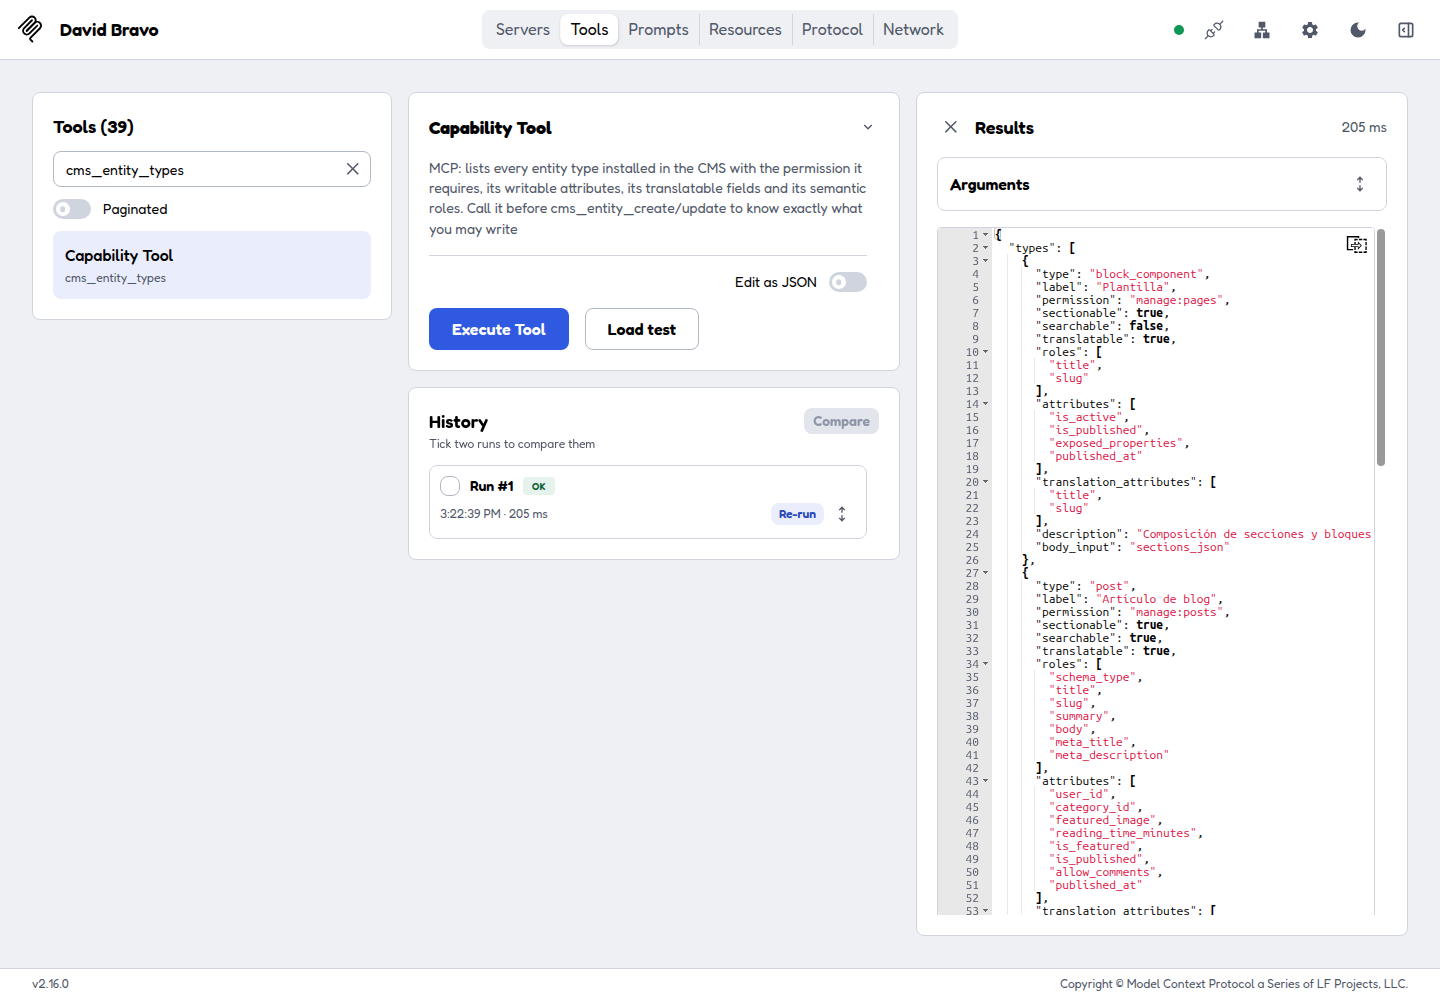 David Bravo
Servers
Tools
Prompts
Resources
Protocol
Network
Tools (39)
cms_entity_types
Paginated
Capability Tool
cms_entity_types
Capability Tool
MCP: lists every entity type installed in the CMS with the permission it
requires, its writable attributes, its translatable fields and its semantic
roles. Call it before cms_entity_create/update to know exactly what
you may write
Edit as JSON
Execute Tool
Load test
History
Compare
Tick two runs to compare them
Run #1
OK
3:22:39 PM · 205 ms
Re-run
Results
205 ms
Arguments
1 {
2 "types": [
3 {
4 "type": "block_component",
5 "label": "Plantilla",
6 "permission": "manage:pages",
7 "sectionable": true,
8 "searchable": false,
9 "translatable": true,
10 "roles": [
11 "title",
12 "slug"
13 ],
14 "attributes": [
15 "is_active",
16 "is_published",
17 "exposed_properties",
18 "published_at"
19 ],
20 "translation_attributes": [
21 "title",
22 "slug"
23 ],
24 "description": "Composición de secciones y bloques
25 "body_input": "sections_json"
26 },
27 {
28 "type": "post",
29 "label": "Artículo de blog",
30 "permission": "manage:posts",
31 "sectionable": true,
32 "searchable": true,
33 "translatable": true,
34 "roles": [
35 "schema_type",
36 "title",
37 "slug",
38 "summary",
39 "body",
40 "meta_title",
41 "meta_description"
42 ],
43 "attributes": [
44 "user_id",
45 "category_id",
46 "featured_image",
47 "reading_time_minutes",
48 "is_featured",
49 "is_published",
50 "allow_comments",
51 "published_at"
52 ],
53 "translation_attributes": [
v2.16.0
Copyright © Model Context Protocol a Series of LF Projects, LLC.